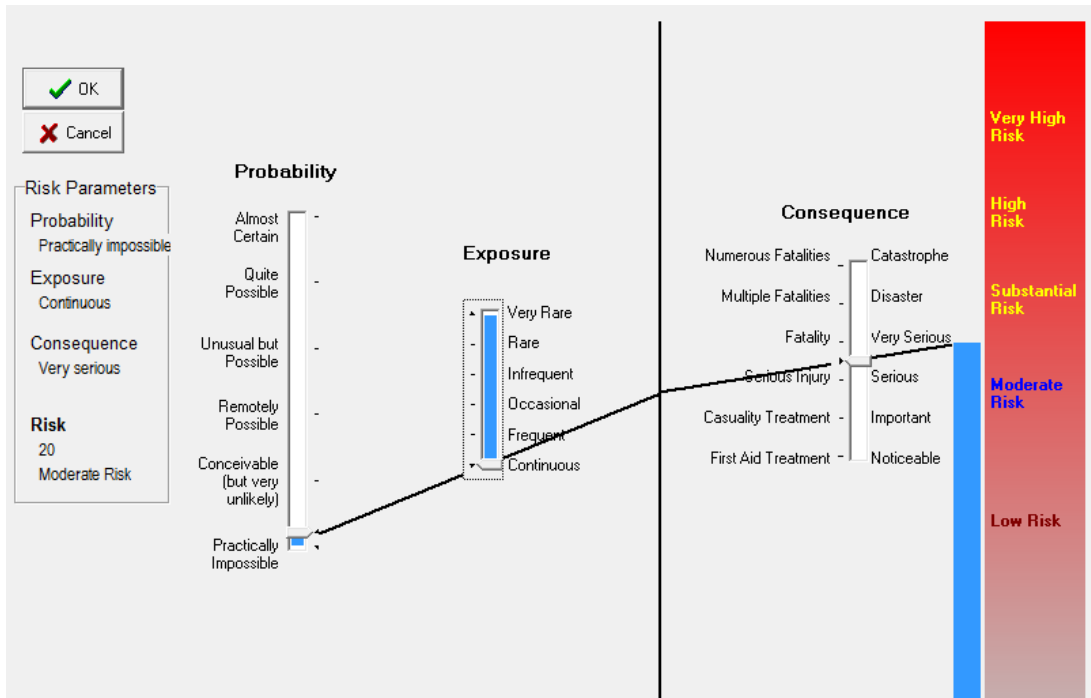 OK
Cancel
Risk Parameters
Probability
Practically impossible
Exposure
Continuous
Consequence
Very serious
Risk
20
Moderate Risk
Probability
Almost
Certain
Quite
Possible
Unusual but
Possible
Remotely
Possible
Conceivable
(but very
unlikely)
Practically
Impossible
Exposure
Very Rare
Rare
Infrequent
Occasional
Frequent
Continuous
Consequence
Numerous Fatalities
Catastrophe
Multiple Fatalities
Disaster
Fatality
Very Serious
Serious Injury
Serious
Casuality Treatment
Important
First Aid Treatment
Noticeable
Very High
Risk
High
Risk
Substantial
Risk
Moderate
Risk
Low Risk